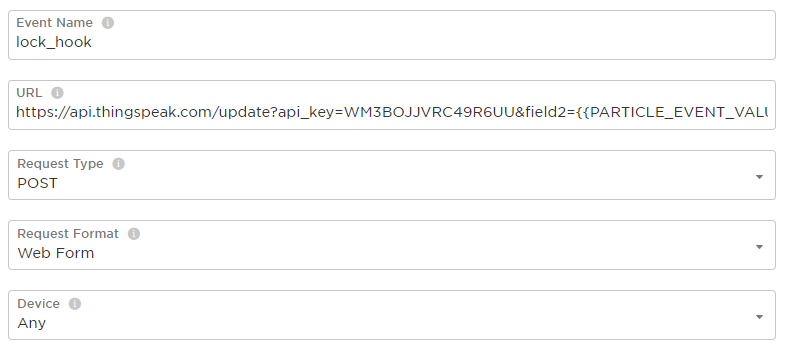 Event Name
lock_hook
URL
https://api.thingspeak.com/update?api_key=WM3BOJJVRC49R6UU&field2={{PARTICLE_EVENT_VALU
Request Type
POST
Request Format
Web Form
Device
Any